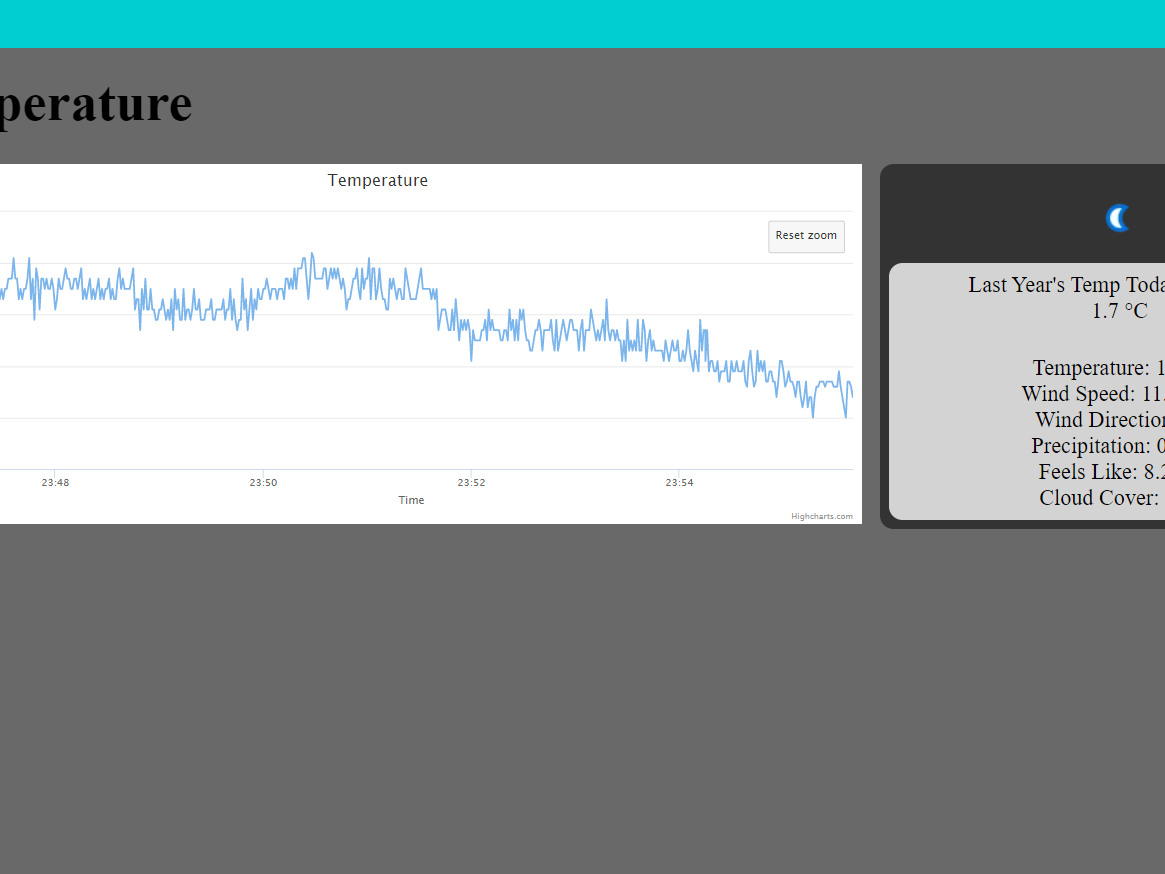 perature
Temperature
Reset zoom
23:48
23:50
23:52
23:54
Time
Highcharts.com
Last Year's Temp Toda
1.7 °C
Temperature: 1
Wind Speed: 11.
Wind Direction
Precipitation: 0
Feels Like: 8.2
Cloud Cover: